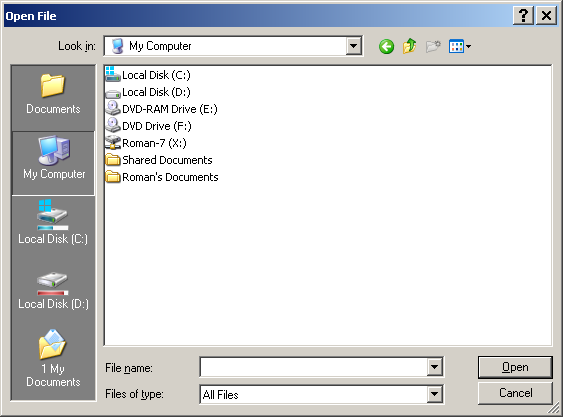 Open File
Look in:
My Computer
Documents
My Computer
Local Disk (C:)
Local Disk (D:)
1 My
Documents
Local Disk (C:)
Local Disk (D:)
DVD-RAM Drive (E:)
DVD Drive (F:)
Roman-7 (X:)
Shared Documents
Roman's Documents
File name:
Open
Files of type:
All Files
Cancel